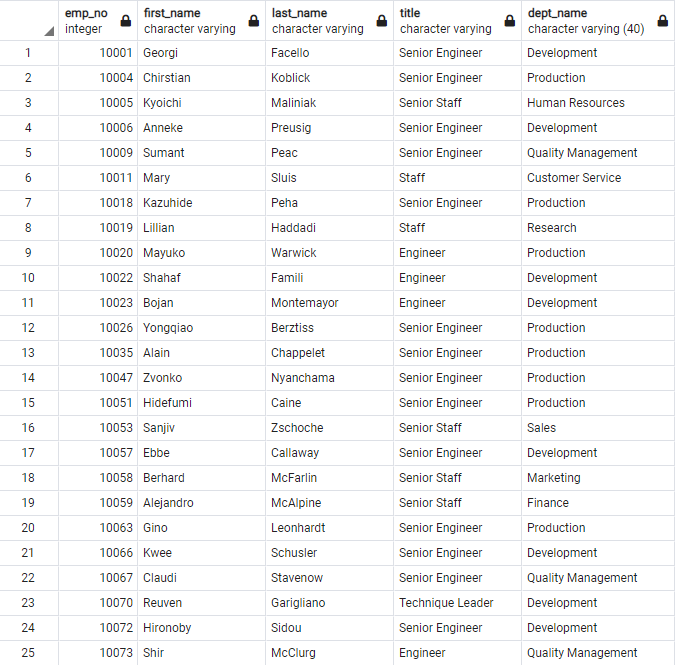 emp_no first_name last_name title dept_name
integer character varying character varying character varying character varying (40)
1 10001 Georgi Facello Senior Engineer Development
2 10004 Chirstian Koblick Senior Engineer Production
3 10005 Kyoichi Maliniak Senior Staff Human Resources
4 10006 Anneke Preusig Senior Engineer Development
5 10009 Sumant Peac Senior Engineer Quality Management
6 10011 Mary Sluis Staff Customer Service
7 10018 Kazuhide Peha Senior Engineer Production
8 10019 Lillian Haddadi Staff Research
9 10020 Mayuko Warwick Engineer Production
10 10022 Shahaf Famili Engineer Development
11 10023 Bojan Montemayor Engineer Development
12 10026 Yongqiao Berztiss Senior Engineer Production
13 10035 Alain Chappelet Senior Engineer Production
14 10047 Zvonko Nyanchama Senior Engineer Production
15 10051 Hidefumi Caine Senior Engineer Production
16 10053 Sanjiv Zschoche Senior Staff Sales
17 10057 Ebbe Callaway Senior Engineer Development
18 10058 Berhard McFarlin Senior Staff Marketing
19 10059 Alejandro McAlpine Senior Staff Finance
20 10063 Gino Leonhardt Senior Engineer Production
21 10066 Kwee Schusler Senior Engineer Development
22 10067 Claudi Stavenow Senior Engineer Quality Management
23 10070 Reuven Garigliano Technique Leader Development
24 10072 Hironoby Sidou Senior Engineer Development
25 10073 Shir McClurg Engineer Quality Management